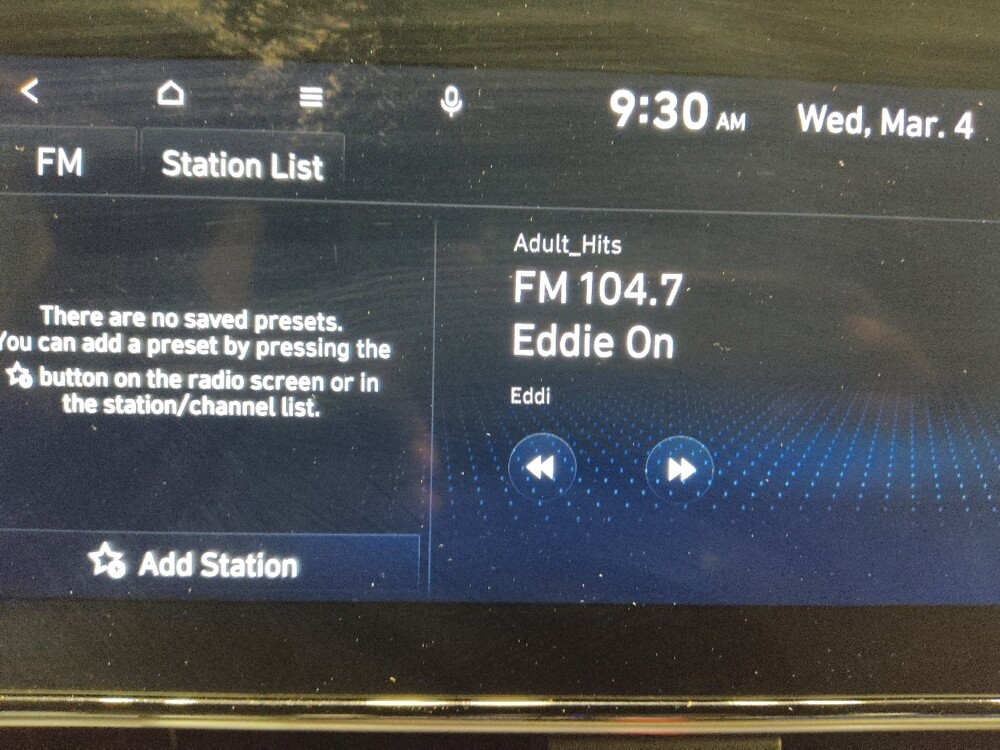 9:30 AM Wed, Mar. 4
FM Station List
There are no saved presets.
You can add a preset by pressing the
button on the radio screen or in
the station/channel list.
Add Station
Adult_Hits
FM 104.7
Eddie On
Eddi